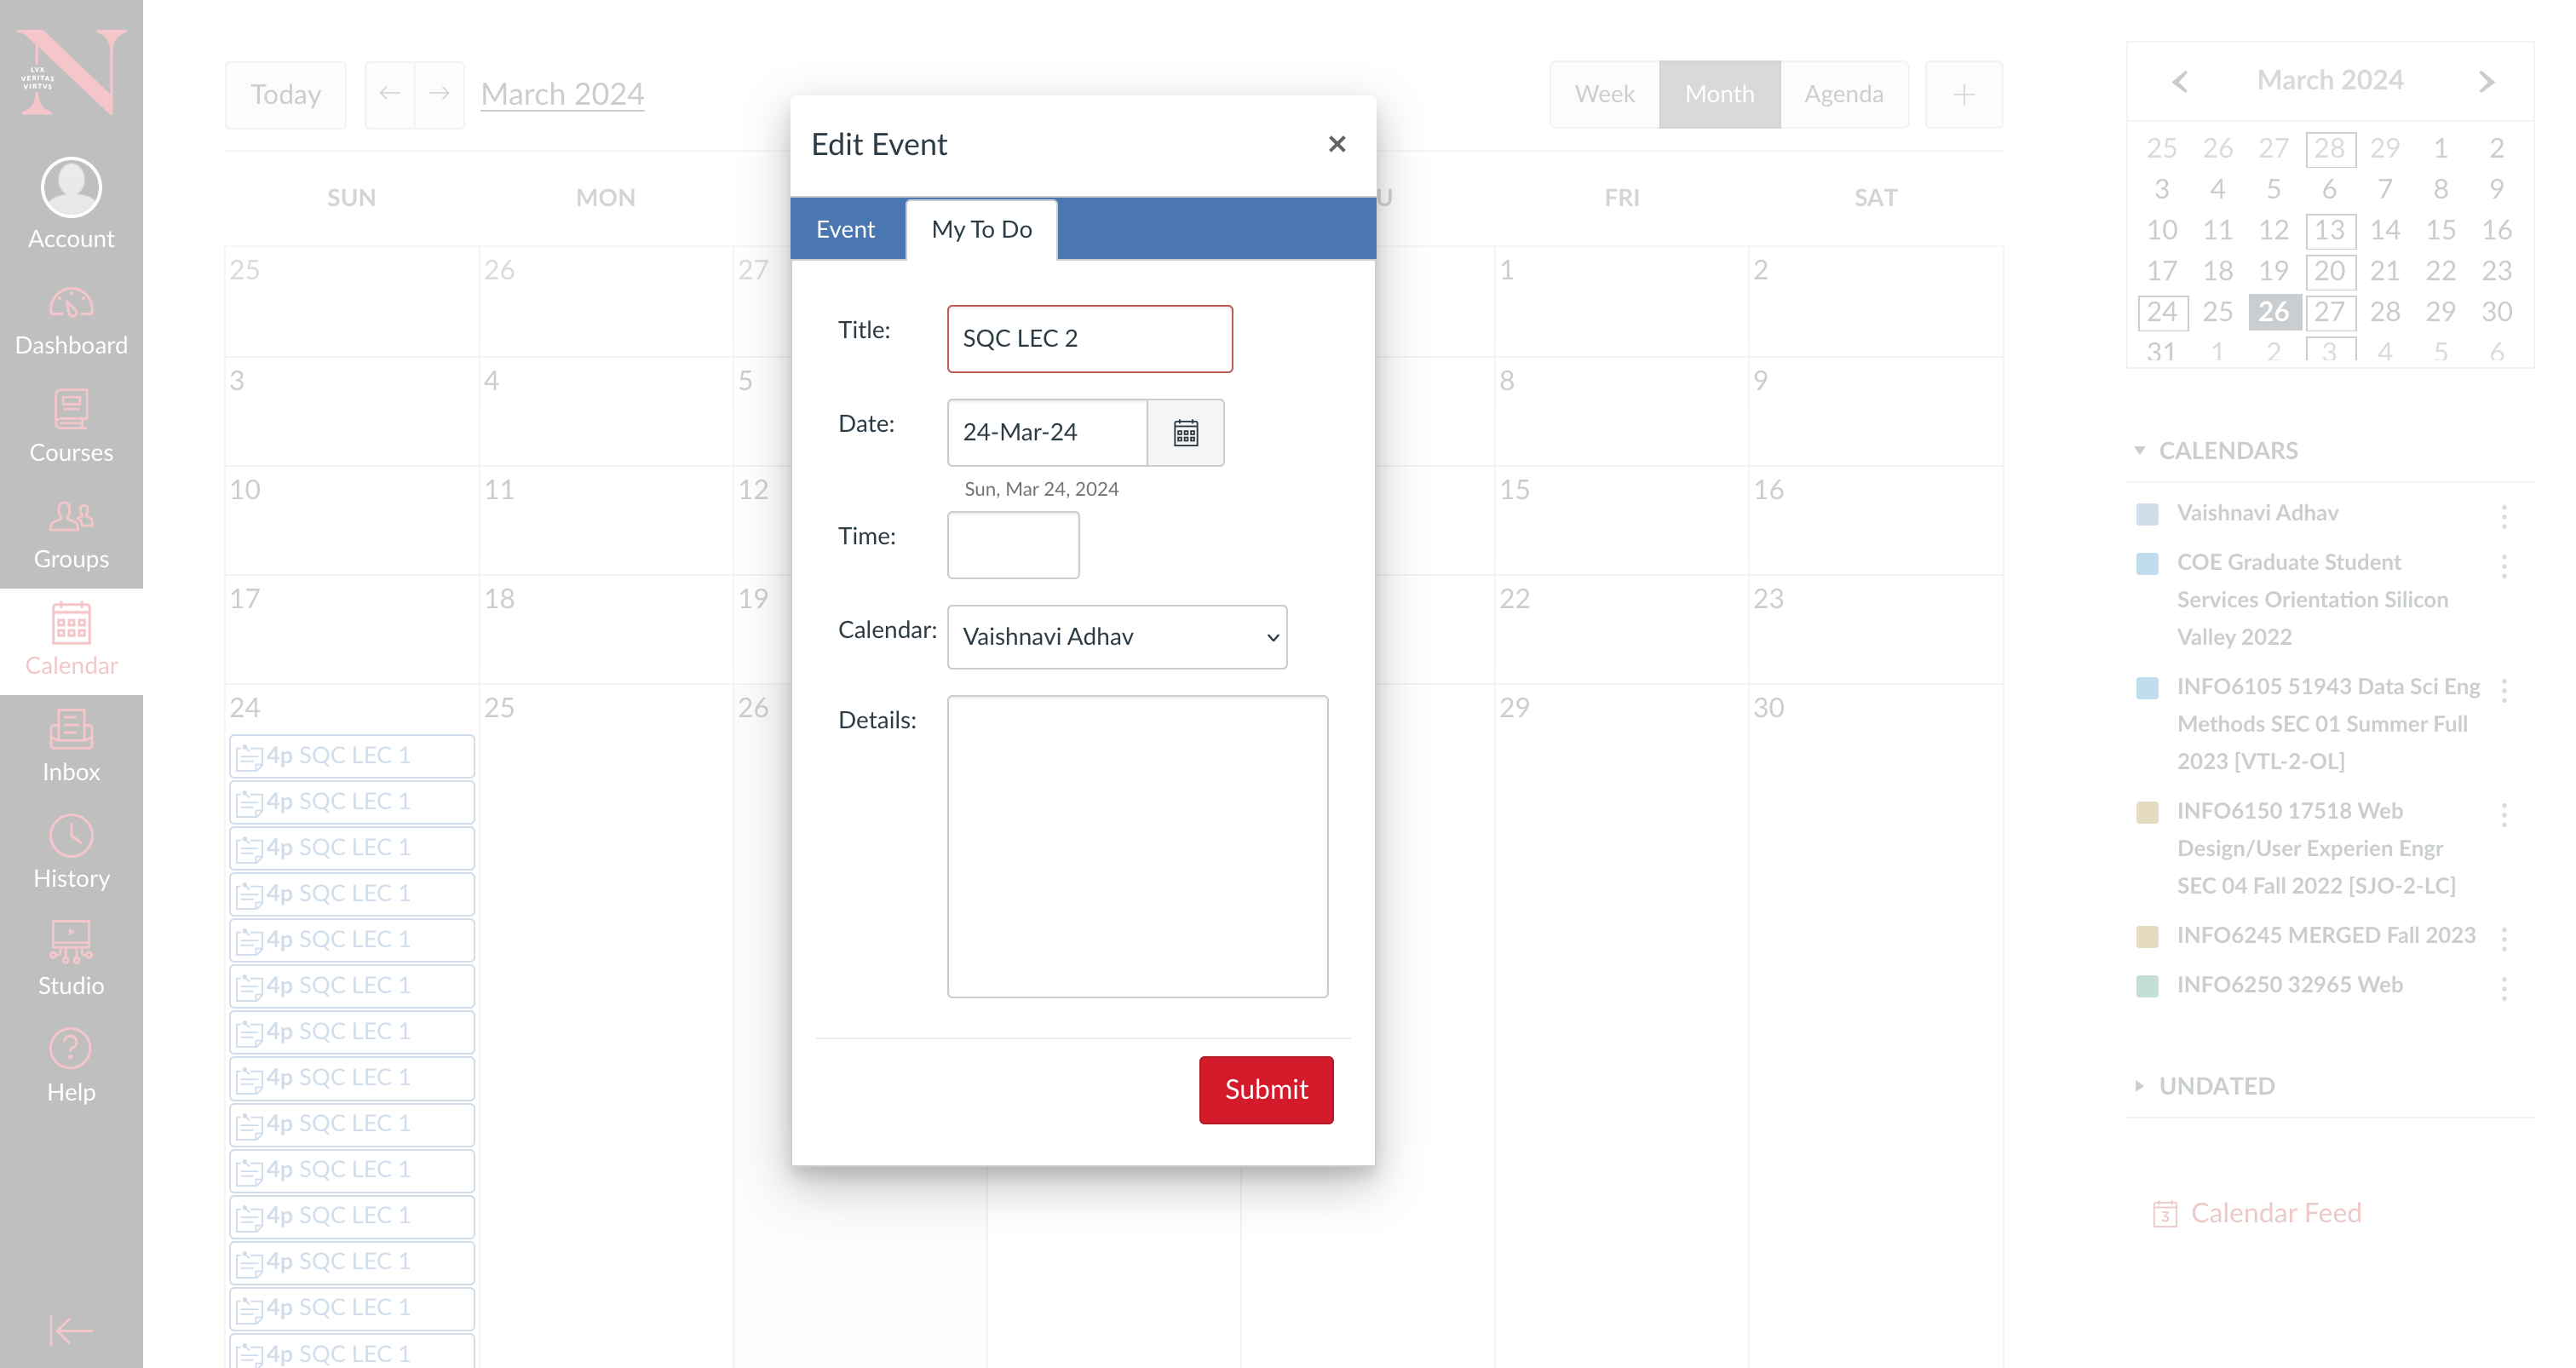 LVX
VERITAS
VIRTVS
Account
Dashboard
Courses
Groups
Calendar
Inbox
History
Studio
Help
Today
March 2024
Week
Month
Agenda
SUN
MON
U
FRI
SAT
25
26
27
1
2
3
4
5
8
9
10
11
12
15
16
17
18
19
22
23
24
25
26
29
30
4p SQC LEC 1
4p SQC LEC 1
4p SQC LEC 1
4p SQC LEC 1
4p SQC LEC 1
4p SQC LEC 1
4p SQC LEC 1
4p SQC LEC 1
4p SQC LEC 1
4p SQC LEC 1
4p SQC LEC 1
4p SQC LEC 1
4p SQC LEC 1
4p SQC LEC 1
Edit Event
Event
My To Do
Title:
SQC LEC 2
Date:
24-Mar-24
Sun, Mar 24, 2024
Time:
Calendar:
Vaishnavi Adhav
Details:
Submit
March 2024
25 26 27 28 29 1 2
3 4 5 6 7 8 9
10 11 12 13 14 15 16
17 18 19 20 21 22 23
24 25 26 27 28 29 30
31 1 2 3 4 5 6
CALENDARS
Vaishnavi Adhav
COE Graduate Student
Services Orientation Silicon
Valley 2022
INFO6105 51943 Data Sci Eng
Methods SEC 01 Summer Full
2023 [VTL-2-OL]
INFO6150 17518 Web
Design/User Experien Engr
SEC 04 Fall 2022 [SJO-2-LC]
INFO6245 MERGED Fall 2023
INFO6250 32965 Web
UNDATED
3 Calendar Feed